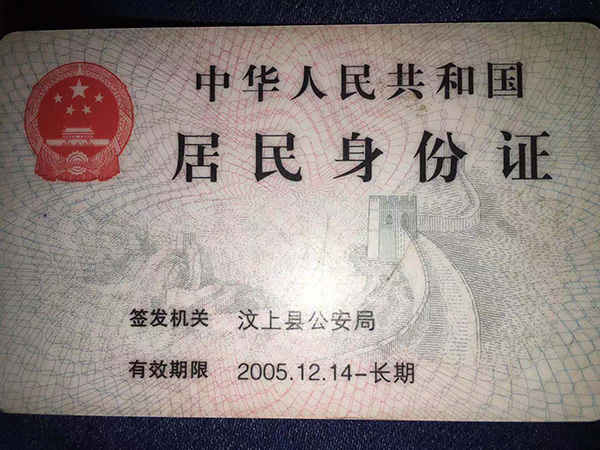 中华人民共和国
居民身份证
签发机关 汶上县公安局
有效期限 2005.12.14-长期